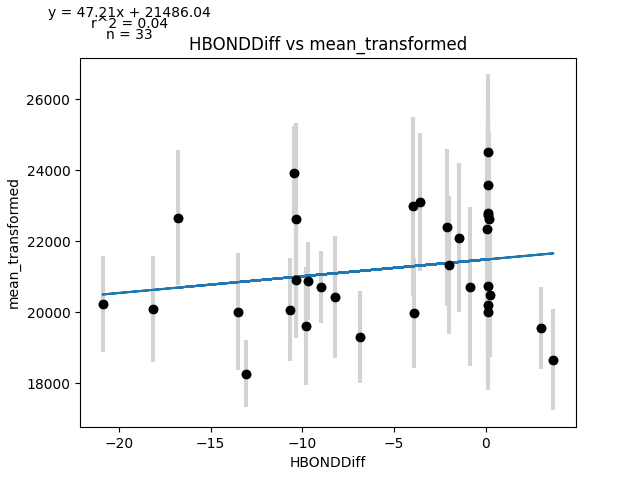 y = 47.21x + 21486.04
r^2 = 0.04
n = 33
HBONDDiff vs mean_transformed
mean_transformed
26000
24000
22000
20000
18000
−20
−15
−10
−5
0
HBONDDiff